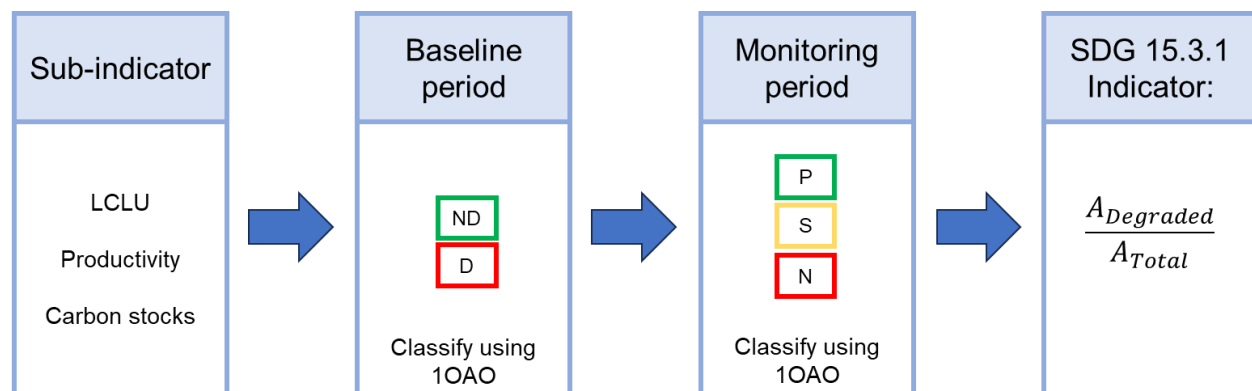 Sub-indicator
LCLU
Productivity
Carbon stocks
Baseline
period
ND
D
Classify using
1OAO
Monitoring
period
P
S
N
Classify using
1OAO
SDG 15.3.1
Indicator:
A_Degraded
A_Total